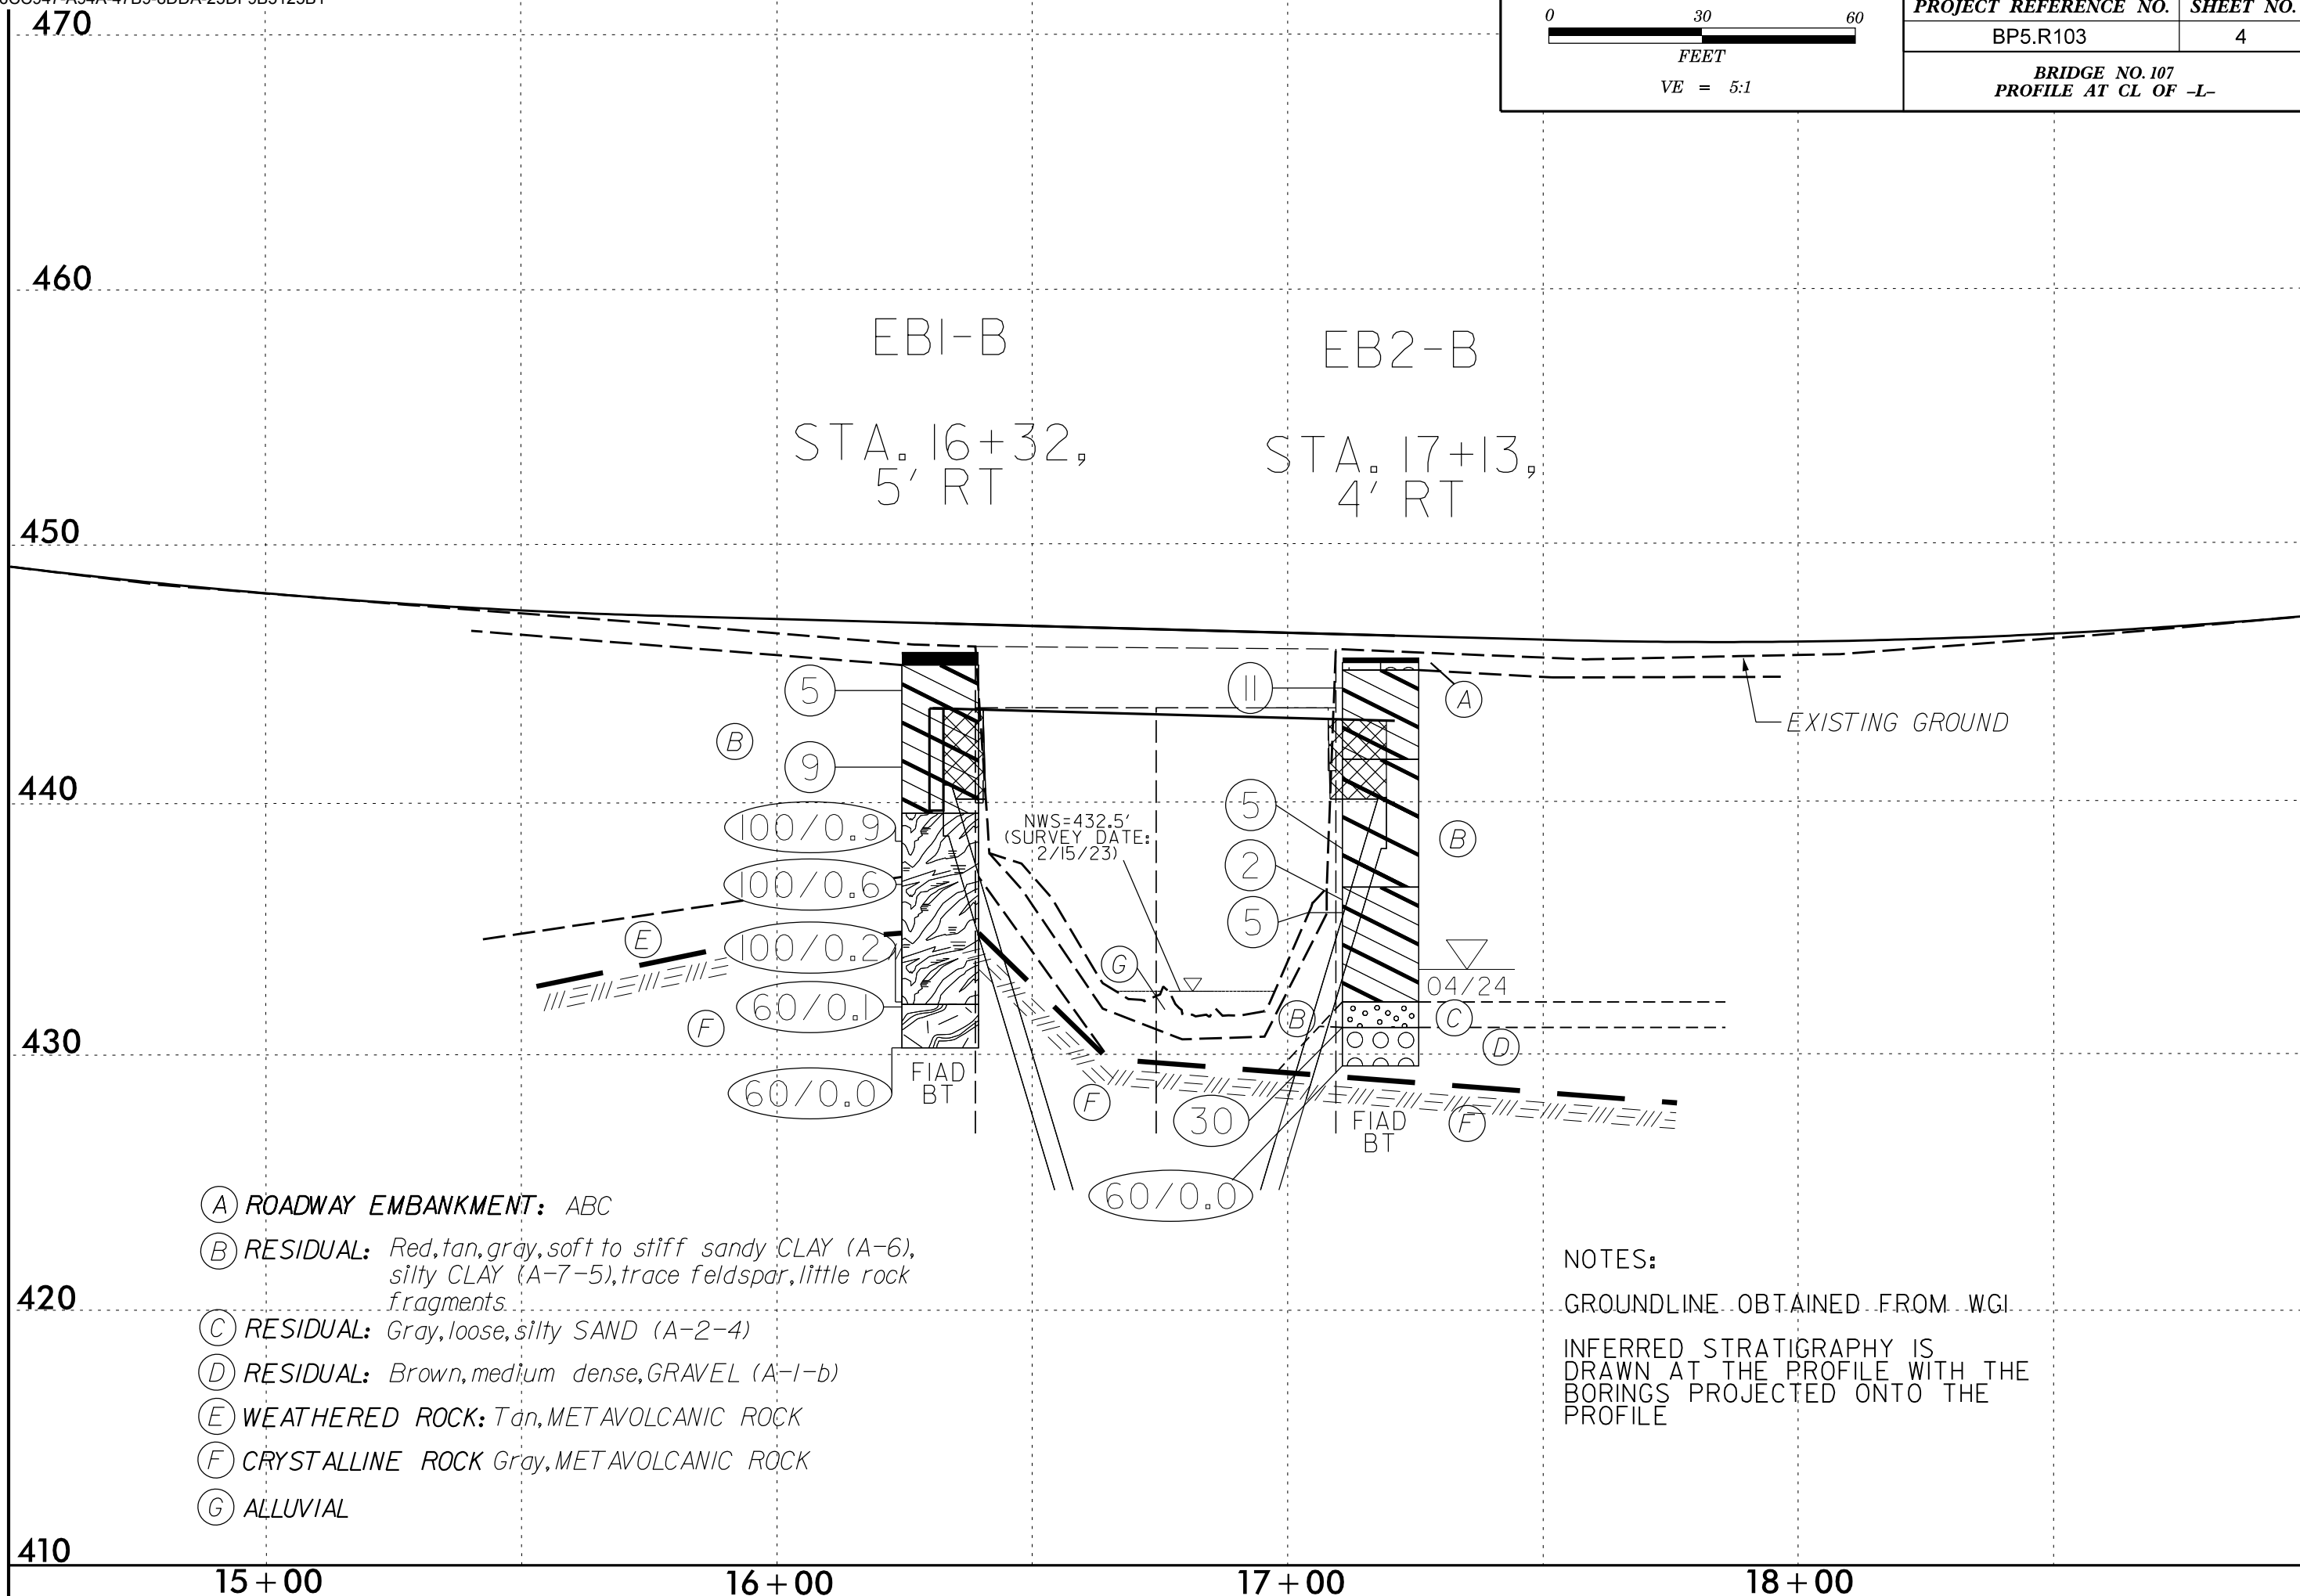 470
0 30 60
FEET
VE = 5:1
PROJECT REFERENCE NO. SHEET NO.
BP5.R103 4
BRIDGE NO. 107
PROFILE AT CL OF -L-
460
EB1-B
EB2-B
STA. 16+32,
5' RT
STA. 17+13,
4' RT
450
5
11
A
B
EXISTING GROUND
9
440
100/0.9
NWS=432.5'
(SURVEY DATE:
2/15/23)
5
B
100/0.6
2
5
E
100/0.2
G
04/24
60/0.1
F
B
C
D
430
FIAD
BT
60/0.0
F
30
FIAD
BT
F
60/0.0
A ROADWAY EMBANKMENT: ABC
B RESIDUAL: Red, tan, gray, soft to stiff sandy CLAY (A-6),
silty CLAY (A-7-5), trace feldspar, little rock
fragments
C RESIDUAL: Gray, loose, silty SAND (A-2-4)
D RESIDUAL: Brown, medium dense, GRAVEL (A-1-b)
E WEATHERED ROCK: Tan, METAVOLCANIC ROCK
F CRYSTALLINE ROCK Gray, METAVOLCANIC ROCK
G ALLUVIAL
NOTES:
GROUNDLINE OBTAINED FROM WGI
INFERRED STRATIGRAPHY IS
DRAWN AT THE PROFILE WITH THE
BORINGS PROJECTED ONTO THE
PROFILE
420
410
15+00 16+00 17+00 18+00